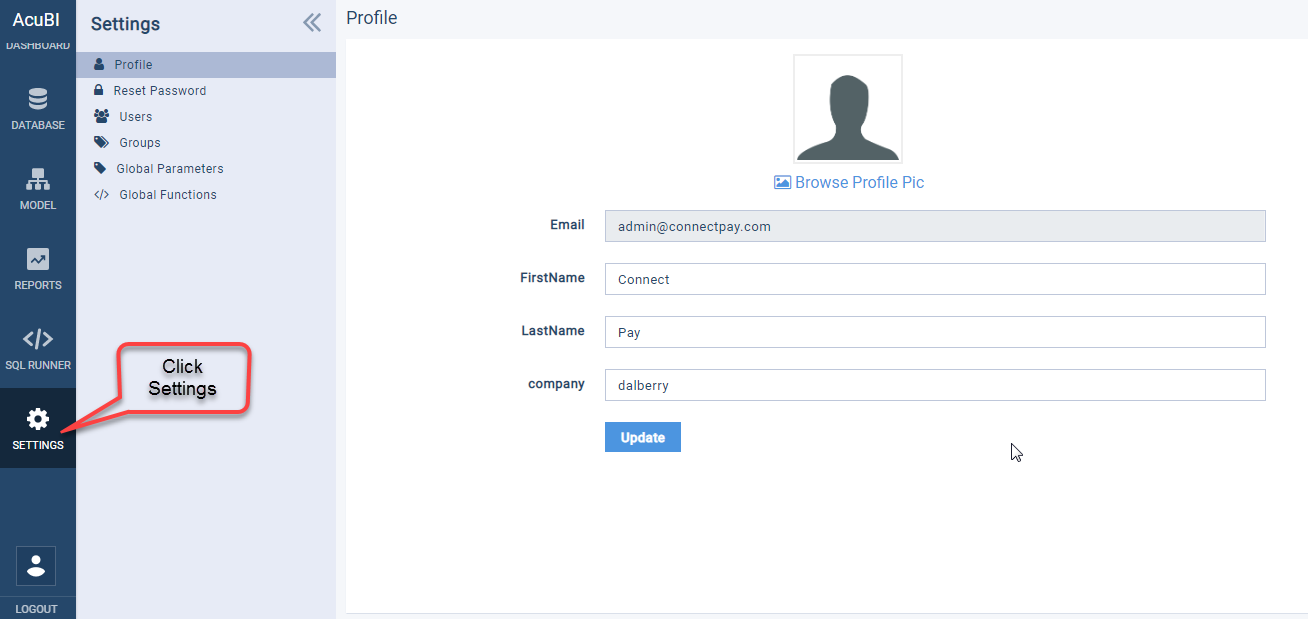 AcuBI
DASHBOARD
DATABASE
MODEL
REPORTS
SQL RUNNER
SETTINGS
LOGOUT
Settings
Profile
Reset Password
Users
Groups
Global Parameters
Global Functions
Click
Settings
Profile
Browse Profile Pic
Email
admin@connectpay.com
FirstName
Connect
LastName
Pay
company
dalberry
Update